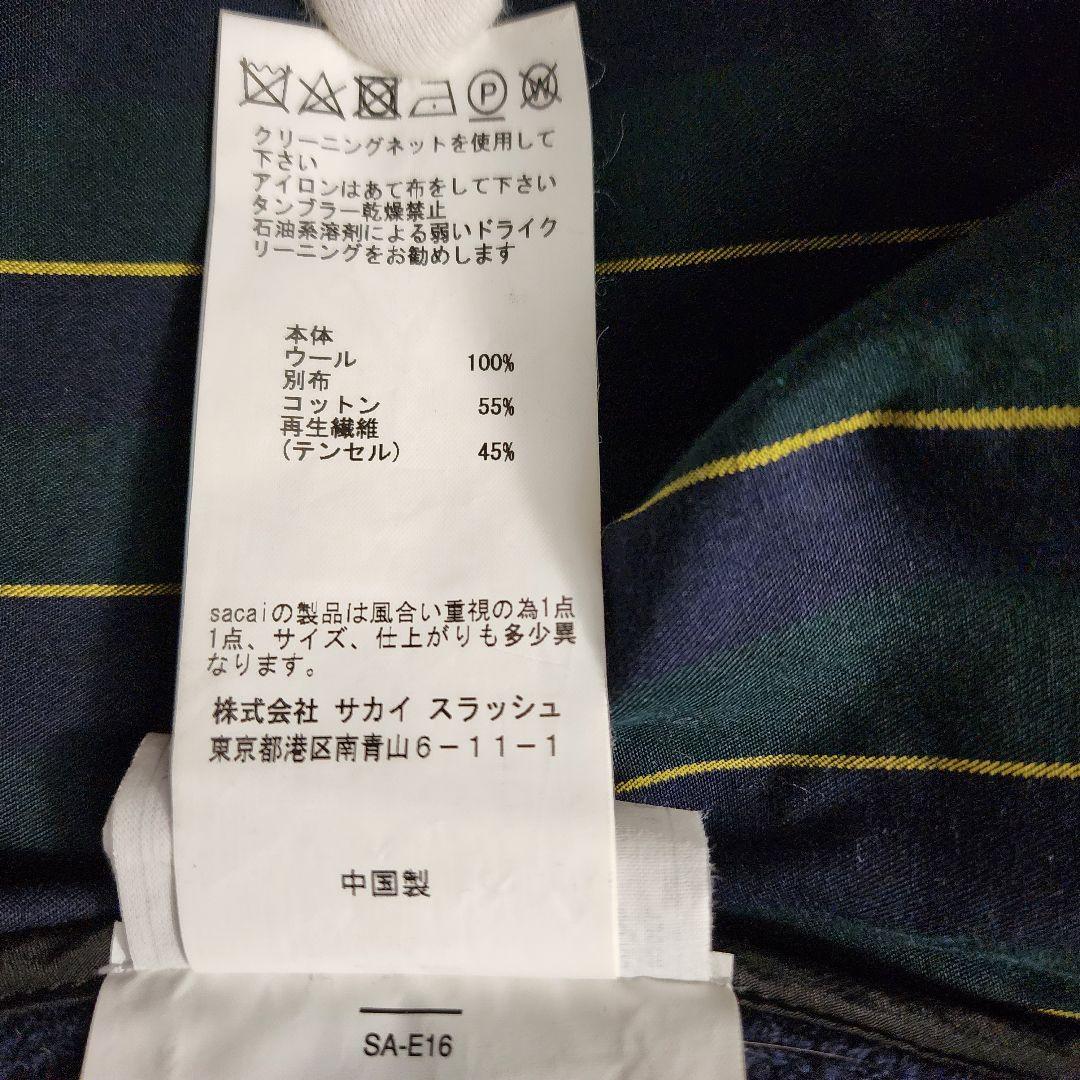 P W
クリーニングネットを使用して
下さい
アイロンはあて布をして下さい
タンブラー乾燥禁止
石油系溶剤による弱いドライク
リーニングをお勧めします
本体
ウール 100%
別布
コットン 55%
再生繊維
(テンセル) 45%
sacaiの製品は風合い重視の為1点
1点、サイズ、仕上がりも多少異
なります。
株式会社 サカイ スラッシュ
東京都港区南青山6-11-1
中国製
SA-E16